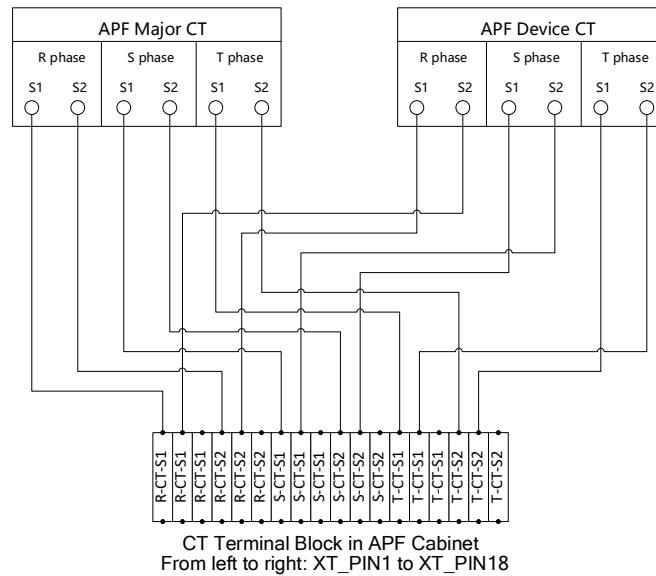 APF Major CT
APF Device CT
R phase S phase T phase
R phase S phase T phase
S1 S2 S1 S2 S1 S2
S1 S2 S1 S2 S1 S2
R-CT-S1
R-CT-S1
R-CT-S1
R-CT-S2
R-CT-S2
R-CT-S2
S-CT-S1
S-CT-S1
S-CT-S1
S-CT-S2
S-CT-S2
S-CT-S2
T-CT-S1
T-CT-S1
T-CT-S1
T-CT-S2
T-CT-S2
T-CT-S2
CT Terminal Block in APF Cabinet
From left to right: XT_PIN1 to XT_PIN18